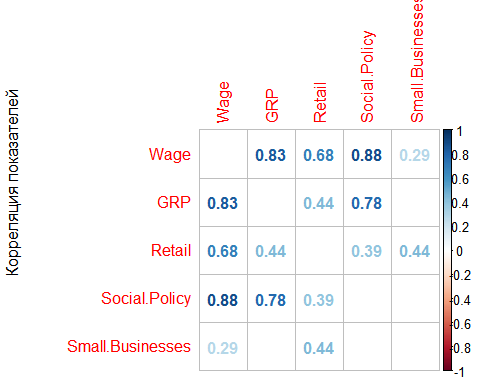 Корреляция показателей
Wage GRP Retail Social.Policy Small.Businesses
Wage 0.83 0.68 0.88 0.29
GRP 0.83 0.44 0.78
Retail 0.68 0.44 0.39 0.44
Social.Policy 0.88 0.78 0.39
Small.Businesses 0.29 0.44
1
0.8
0.6
0.4
0.2
0
-0.2
-0.4
-0.6
-0.8
-1